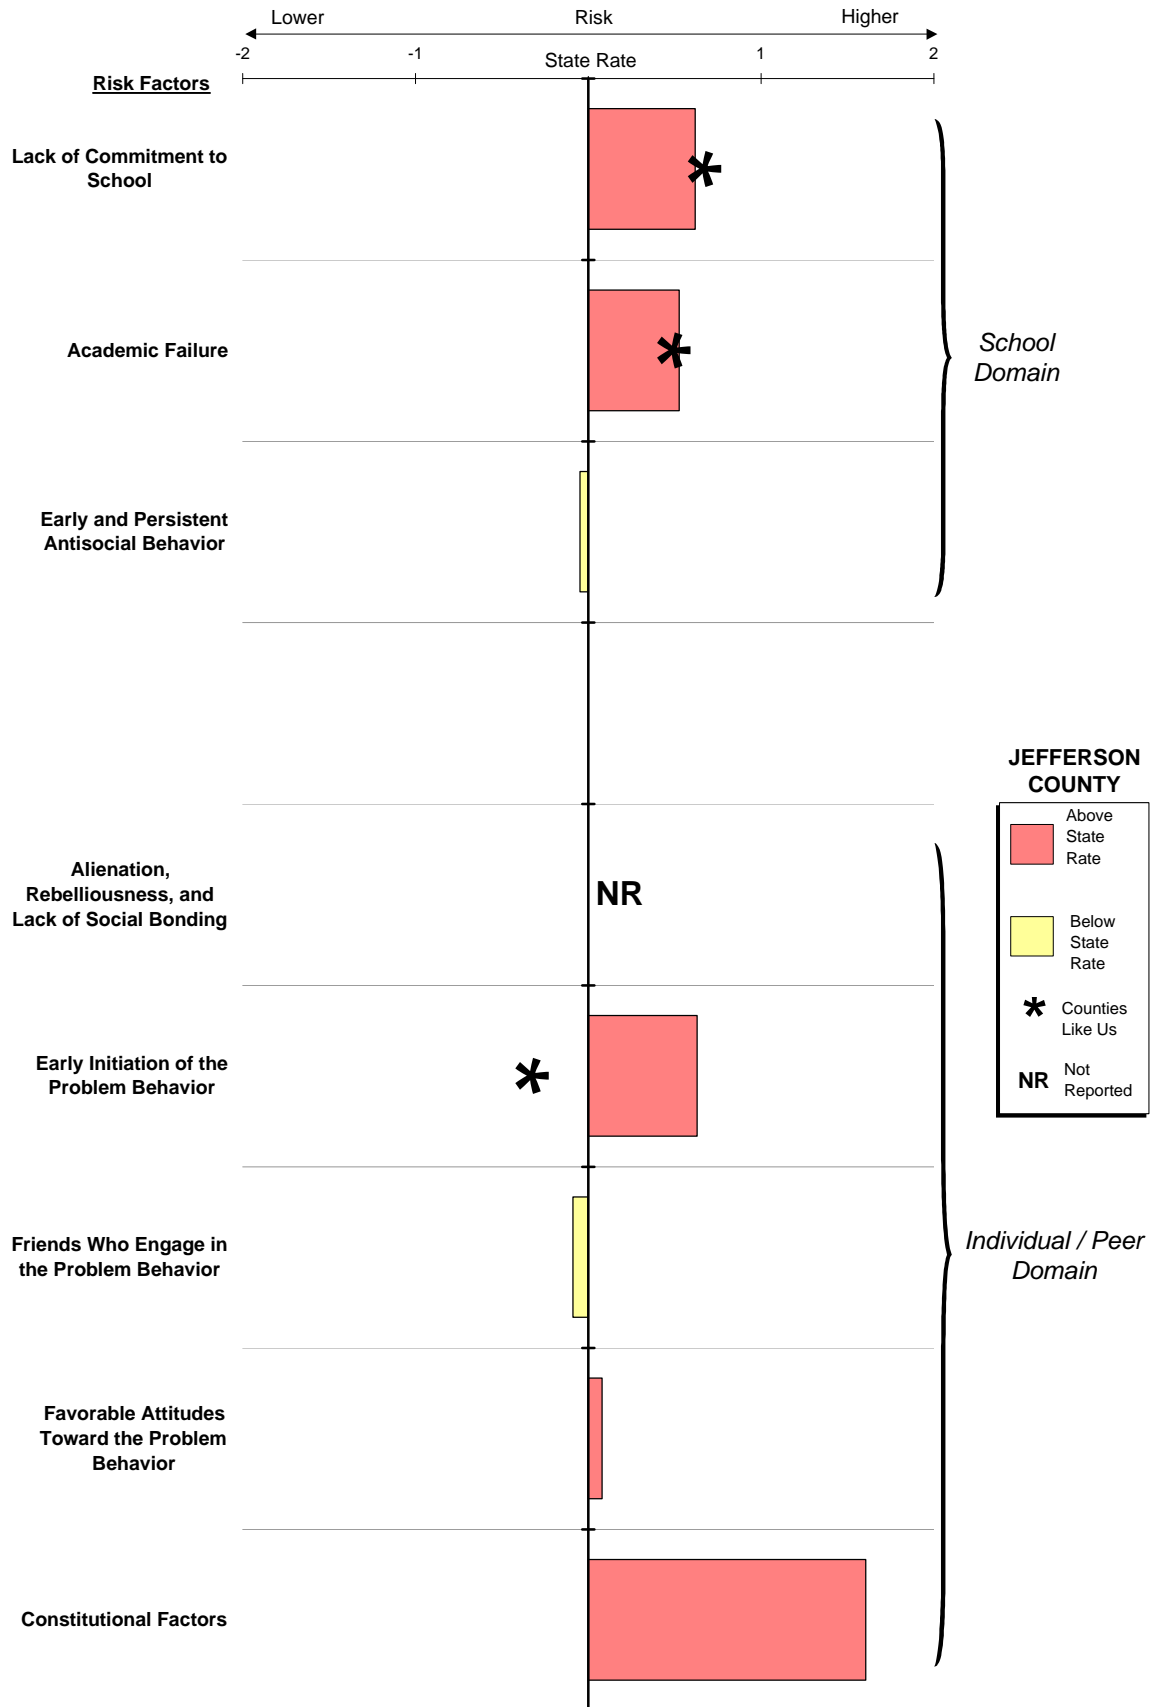 Lower Risk Higher
-2 -1 State Rate 1 2
Risk Factors
Lack of Commitment to
School
*
Academic Failure
*
School
Domain
Early and Persistent
Antisocial Behavior
JEFFERSON
COUNTY
Above
State
Rate
Below
State
Rate
* Counties
Like Us
NR Not
Reported
Alienation,
Rebelliousness, and
Lack of Social Bonding
NR
Early Initiation of the
Problem Behavior
*
Friends Who Engage in
the Problem Behavior
Individual / Peer
Domain
Favorable Attitudes
Toward the Problem
Behavior
Constitutional Factors